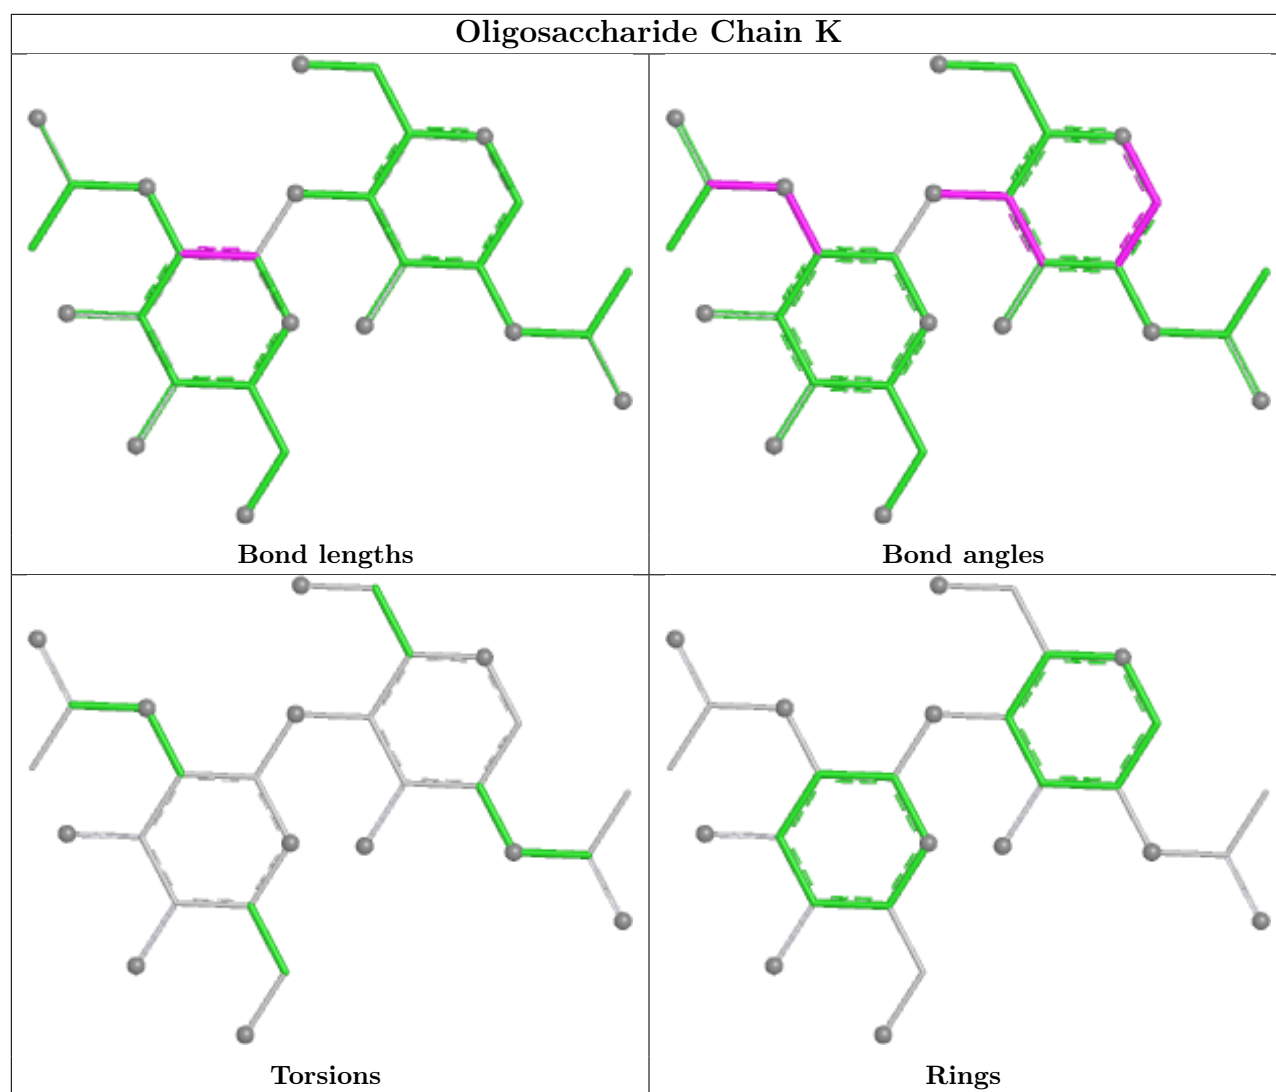 Oligosaccharide Chain K
Bond lengths
Bond angles
Torsions
Rings